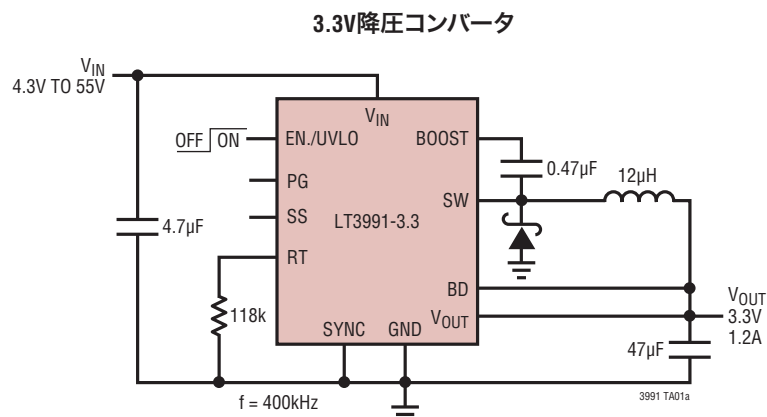 3.3V降圧コンバータ
VIN
4.3V TO 55V
VIN
OFF ON
EN./UVLO
BOOST
0.47µF
12µH
PG
SW
SS
LT3991-3.3
4.7µF
RT
BD
118k
VOUT
VOUT
3.3V
1.2A
SYNC
GND
47µF
f = 400kHz
3991 TA01a